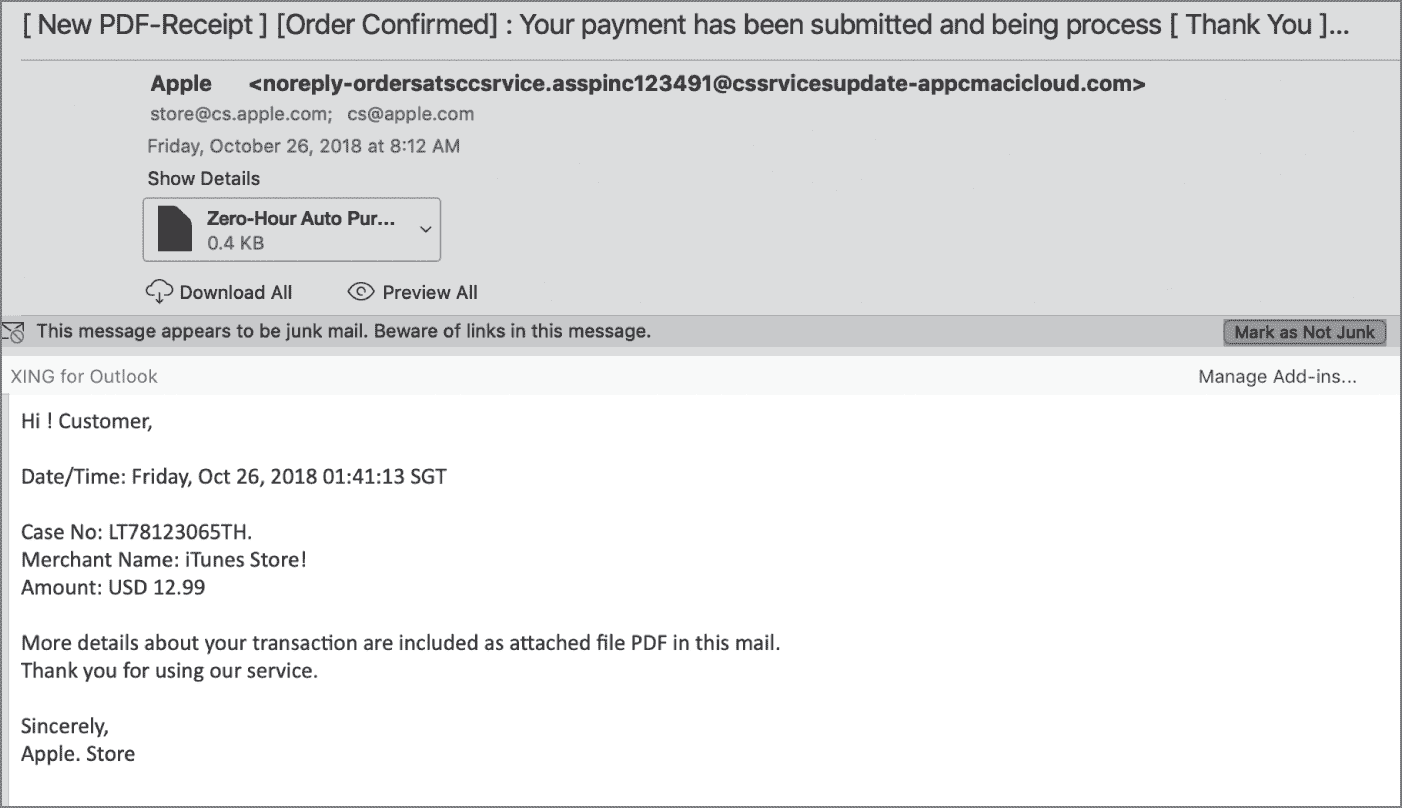 [ New PDF-Receipt ] [Order Confirmed] : Your payment has been submitted and being process [ Thank You ]...
Apple <noreply-ordersatsccsrvice.asspinc123491@cssrvicesupdate-appcmacicloud.com>
store@cs.apple.com; cs@apple.com
Friday, October 26, 2018 at 8:12 AM
Show Details
Zero-Hour Auto Pur...
0.4 KB
Download All Preview All
This message appears to be junk mail. Beware of links in this message. Mark as Not Junk
XING for Outlook Manage Add-ins...
Hi ! Customer,
Date/Time: Friday, Oct 26, 2018 01:41:13 SGT
Case No: LT78123065TH.
Merchant Name: iTunes Store!
Amount: USD 12.99
More details about your transaction are included as attached file PDF in this mail.
Thank you for using our service.
Sincerely,
Apple. Store